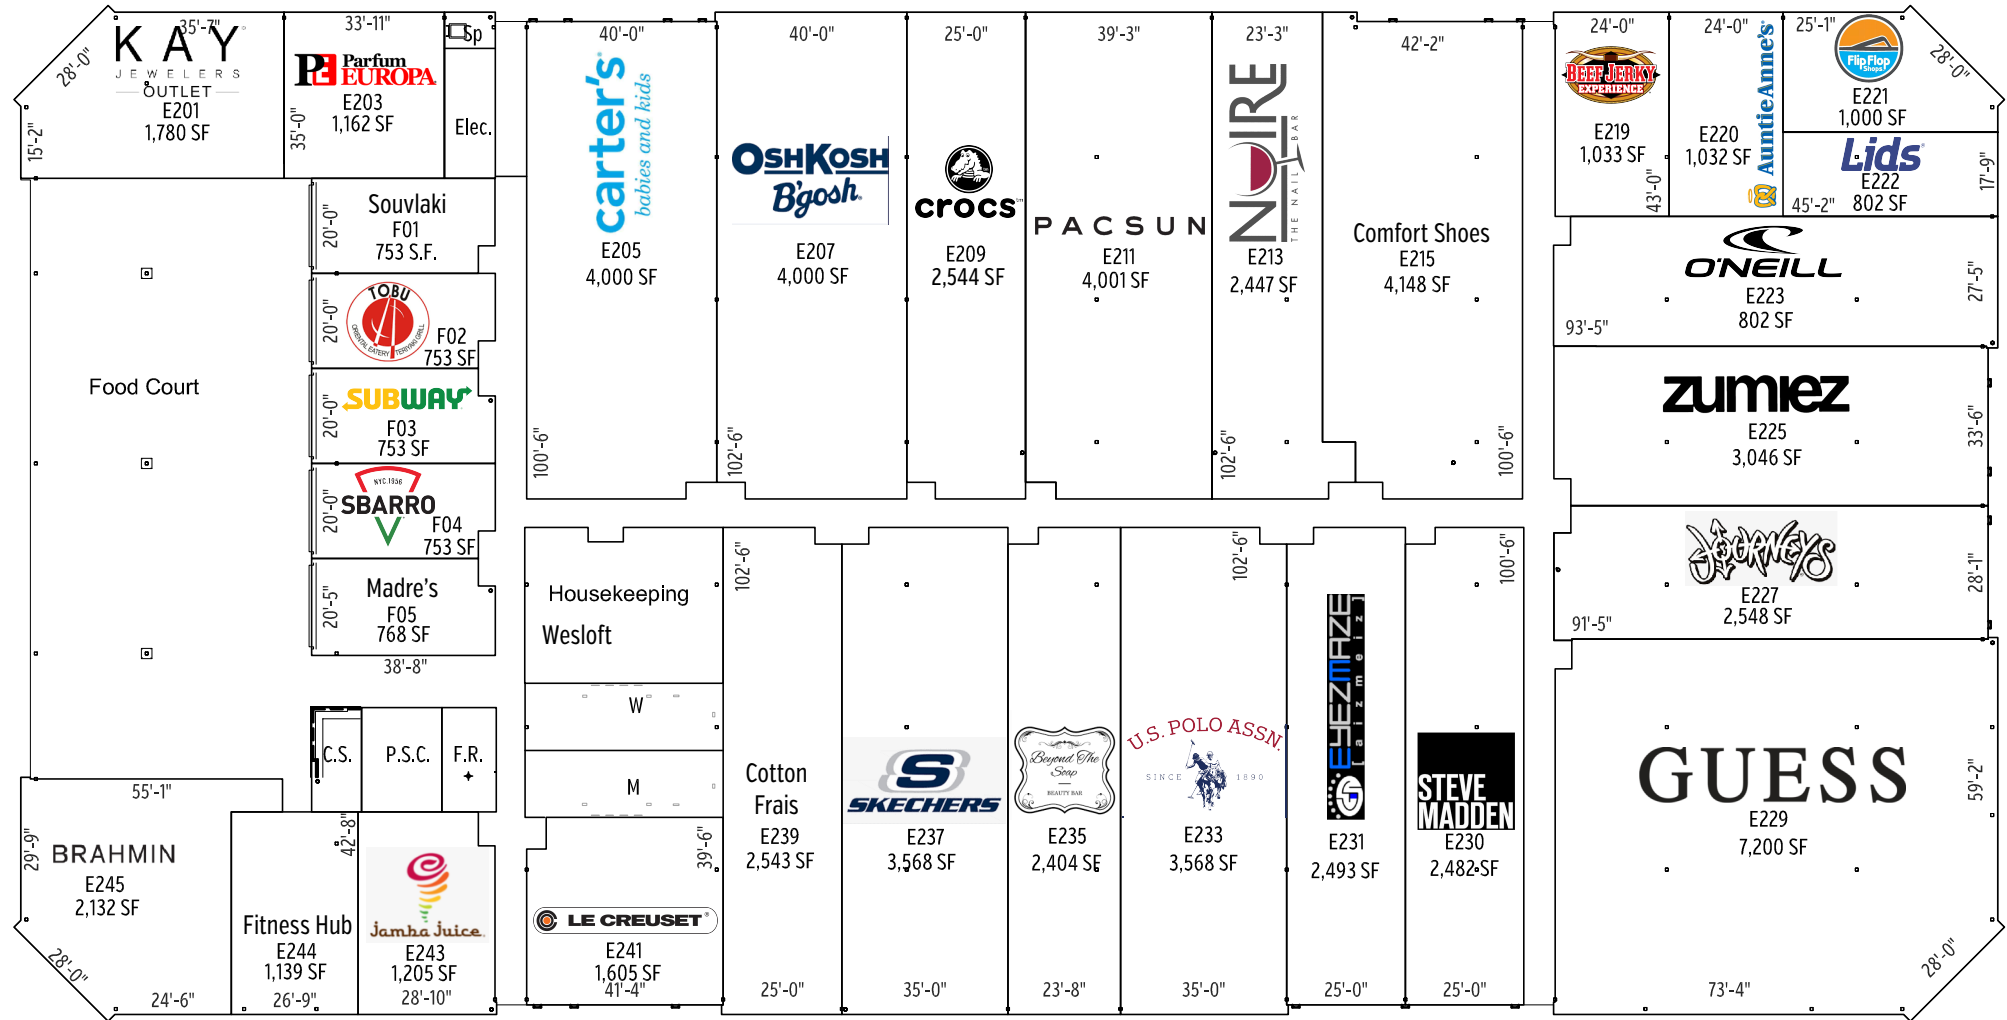 35'-7"
KAY
JEWELERS
OUTLET
E201
1,780 SF
28'-0"
15'-2"
33'-11"
PE Parfum
EUROPA
E203
1,162 SF
35'-0"
Sp
Elec.
Food Court
Souvlaki
F01
753 S.F.
20'-0"
TOBU
ORIENTAL EATERY TERIYAKI GRILL
F02
753 SF
20'-0"
SUBWAY
F03
753 SF
20'-0"
NYC.1956
SBARRO
F04
753 SF
20'-0"
Madre's
F05
768 SF
20'-5"
38'-8"
C.S.
P.S.C.
F.R.
55'-1"
29'-9"
BRAHMIN
E245
2,132 SF
28'-0"
24'-6"
42'-8"
Fitness Hub
E244
1,139 SF
26'-9"
jamba juice
E243
1,205 SF
28'-10"
40'-0"
carter's
babies and kids
E205
4,000 SF
100'-6"
40'-0"
OSHKOSH
B'gosh
E207
4,000 SF
102'-6"
25'-0"
crocs™
E209
2,544 SF
39'-3"
PACSUN
E211
4,001 SF
23'-3"
NOIRE
THE NAIL BAR
E213
2,447 SF
102'-6"
42'-2"
Comfort Shoes
E215
4,148 SF
100'-6"
Housekeeping
Wesloft
W
M
39'-6"
LE CREUSET®
E241
1,605 SF
41'-4"
102'-6"
Cotton
Frais
E239
2,543 SF
25'-0"
S
SKECHERS
E237
3,568 SF
35'-0"
Beyond The
Soap
BEAUTY BAR
E235
2,404 SF
23'-8"
102'-6"
U.S. POLO ASSN.
SINCE 1890
E233
3,568 SF
35'-0"
EYEZMAZE
[aizmeiz]
E231
2,493 SF
25'-0"
100'-6"
STEVE
MADDEN
E230
2,482 SF
25'-0"
24'-0"
BEEF JERKY
EXPERIENCE
E219
1,033 SF
43'-0"
24'-0"
AuntieAnne's
E220
1,032 SF
25'-1"
FlipFlop
Shops
E221
1,000 SF
28'-0"
Lids
E222
802 SF
45'-2"
17'-9"
O'NEILL
E223
802 SF
93'-5"
27'-5"
zumiez
E225
3,046 SF
33'-6"
JOURNEYS
E227
2,548 SF
91'-5"
28'-1"
GUESS
E229
7,200 SF
59'-2"
73'-4"
28'-0"